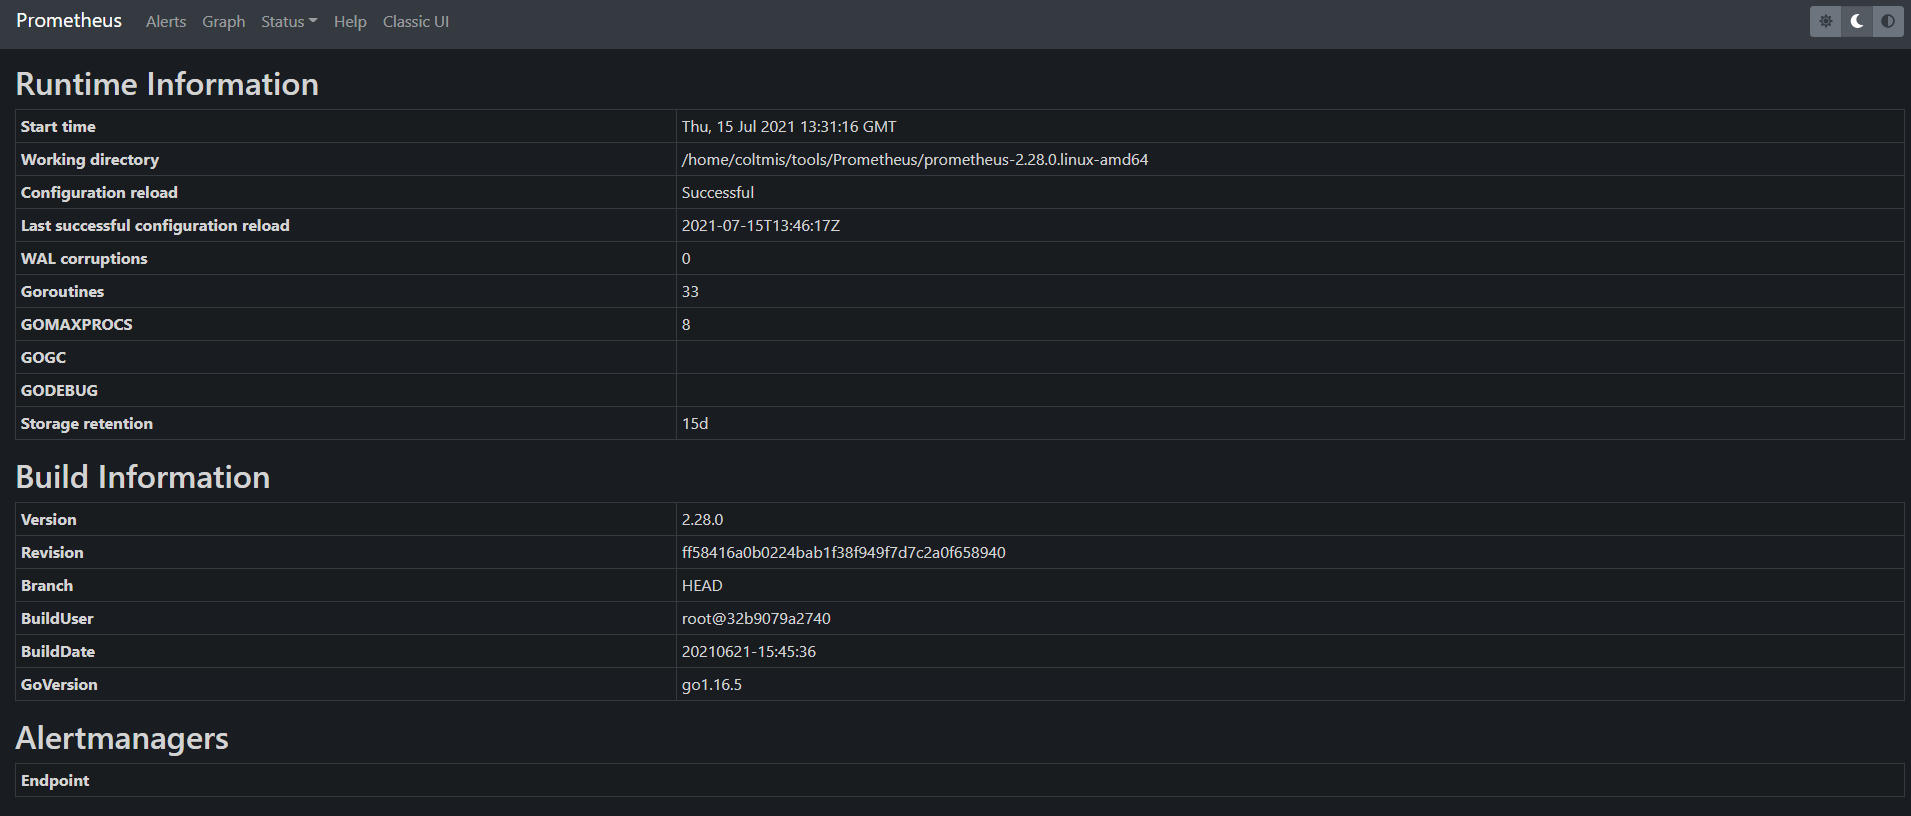 Prometheus Alerts Graph Status Help Classic UI
Runtime Information
Start time Thu, 15 Jul 2021 13:31:16 GMT
Working directory /home/coltmis/tools/Prometheus/prometheus-2.28.0.linux-amd64
Configuration reload Successful
Last successful configuration reload 2021-07-15T13:46:17Z
WAL corruptions 0
Goroutines 33
GOMAXPROCS 8
GOGC
GODEBUG
Storage retention 15d
Build Information
Version 2.28.0
Revision ff58416a0b0224bab1f38f949f7d7c2a0f658940
Branch HEAD
BuildUser root@32b9079a2740
BuildDate 20210621-15:45:36
GoVersion go1.16.5
Alertmanagers
Endpoint